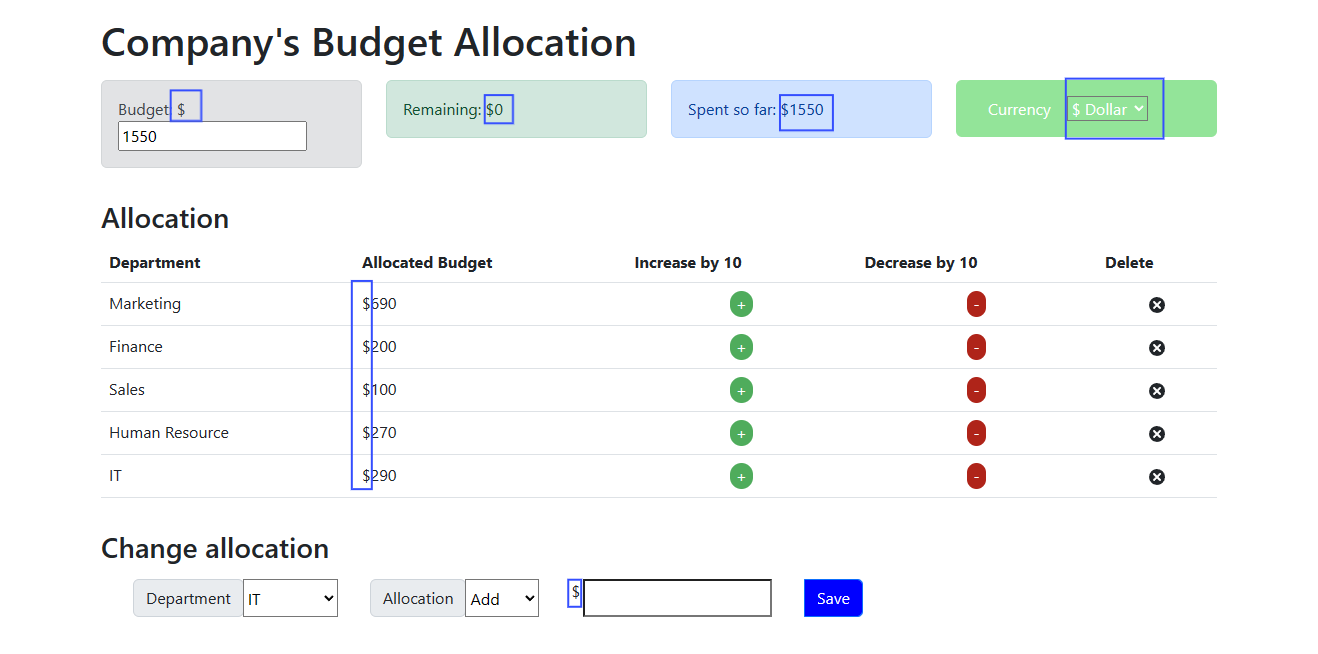 Company's Budget Allocation
Budget: $
1550
Remaining: $0
Spent so far: $1550
Currency $ Dollar
Allocation
Department Allocated Budget Increase by 10 Decrease by 10 Delete
Marketing $690 + -
Finance $200 + -
Sales $100 + -
Human Resource $270 + -
IT $290 + -
Change allocation
Department IT Allocation Add $ Save